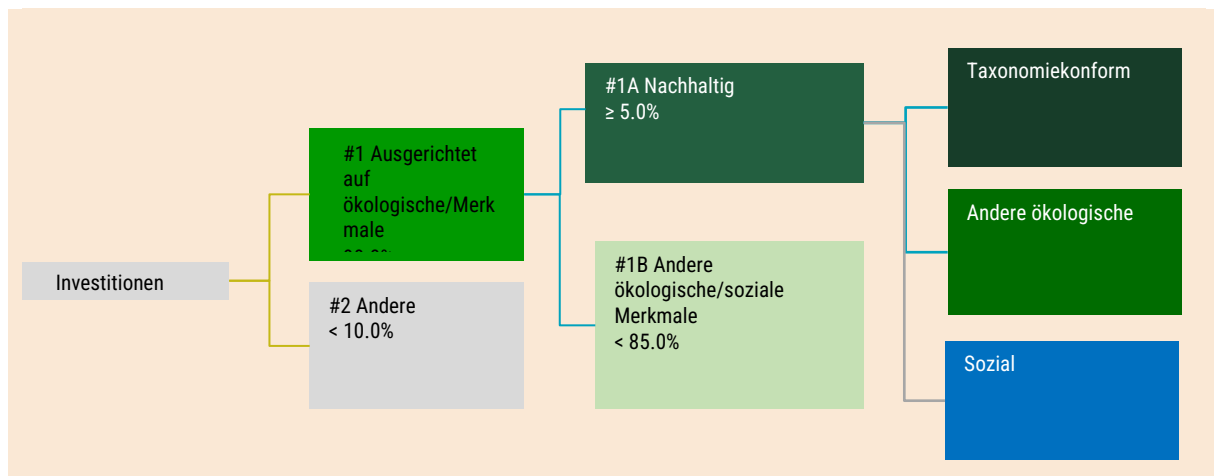 Investitionen
#1 Ausgerichtet
auf
ökologische/Merk
male
#2 Andere
< 10.0%
#1A Nachhaltig
≥ 5.0%
#1B Andere
ökologische/soziale
Merkmale
< 85.0%
Taxonomiekonform
Andere ökologische
Sozial